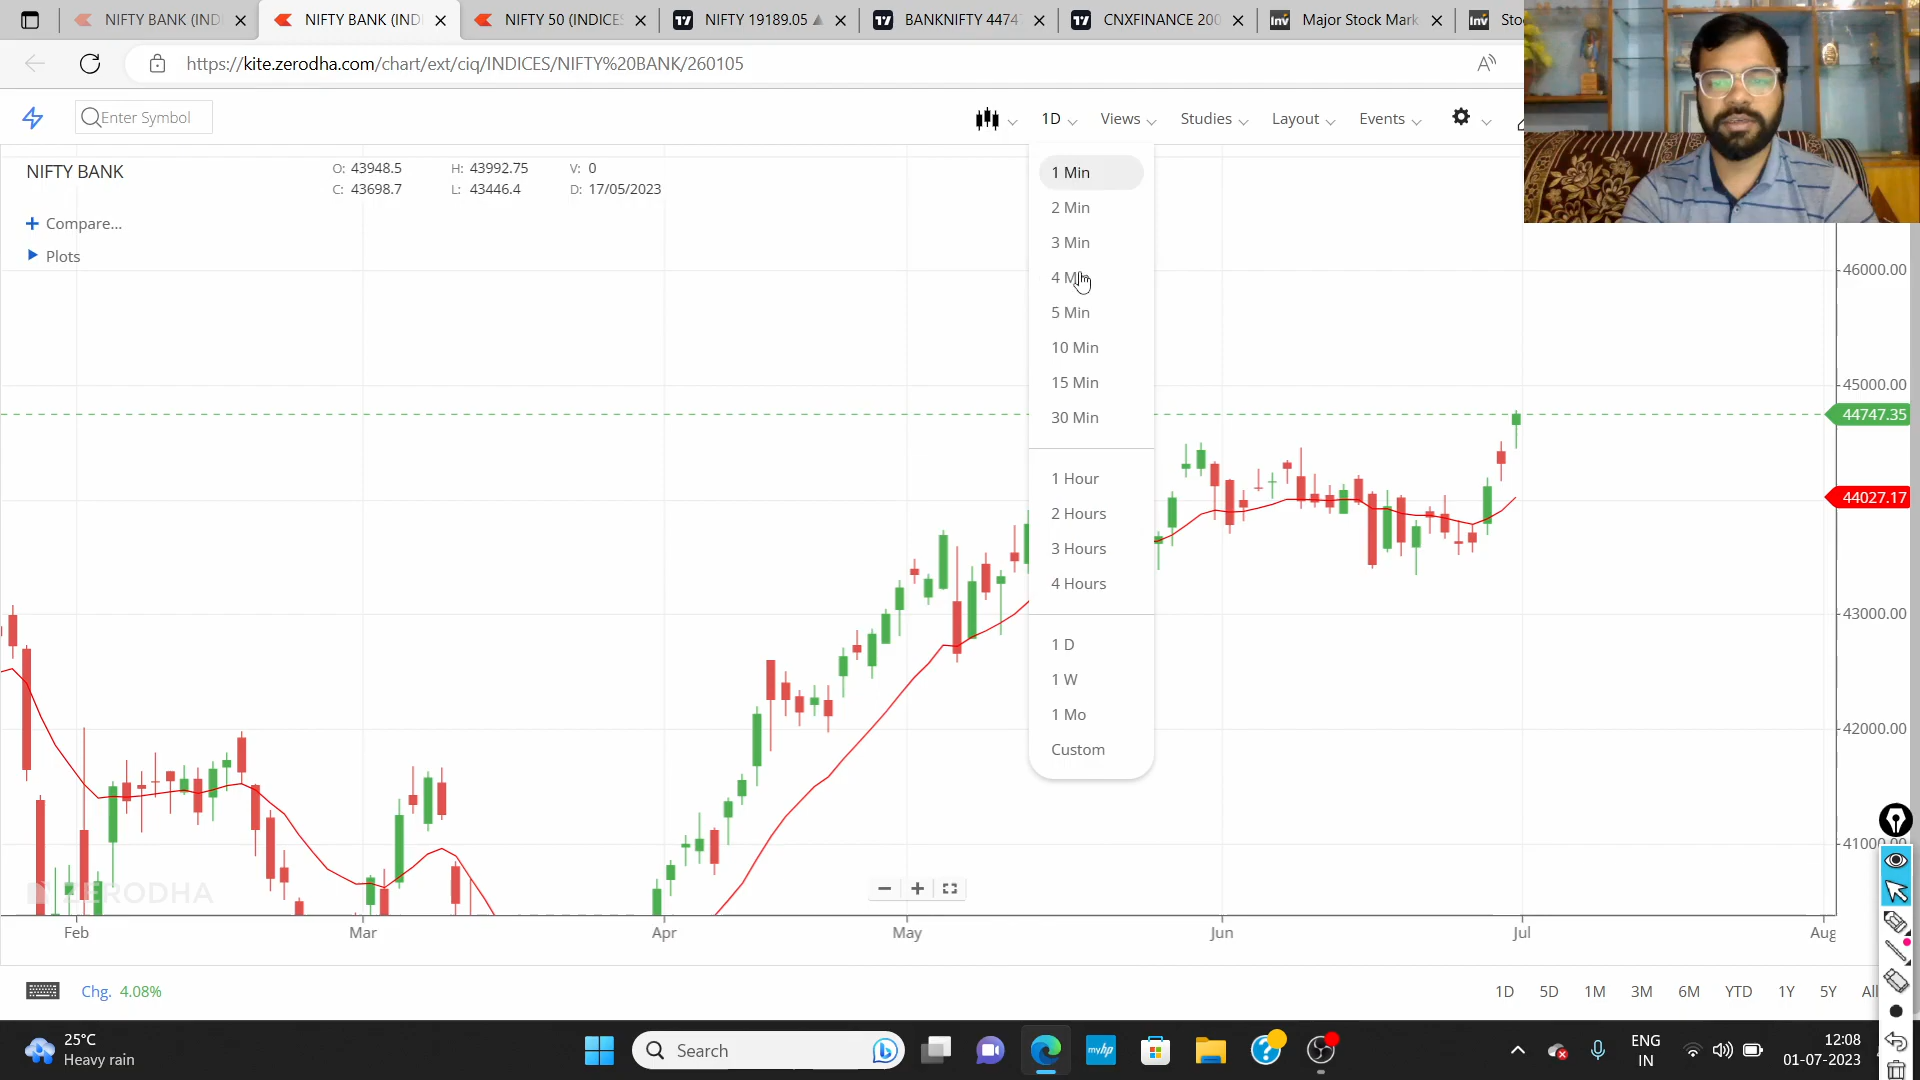 NIFTY BANK (IND
NIFTY BANK (IND
NIFTY 50 (INDICES
NIFTY 19189.05
BANKNIFTY 4474
CNXFINANCE 200
Major Stock Mark
Sto
https://kite.zerodha.com/chart/ext/ciq/INDICES/NIFTY%20BANK/260105
Enter Symbol
1D
Views
Studies
Layout
Events
NIFTY BANK
O: 43948.5 H: 43992.75 V: 0
C: 43698.7 L: 43446.4 D: 17/05/2023
+ Compare...
Plots
1 Min
2 Min
3 Min
4 M
5 Min
10 Min
15 Min
30 Min
1 Hour
2 Hours
3 Hours
4 Hours
1 D
1 W
1 Mo
Custom
46000.00
45000.00
44747.35
44027.17
43000.00
42000.00
41000.00
ZERODHA
Feb Mar Apr May Jun Jul Aug
Chg. 4.08%
1D 5D 1M 3M 6M YTD 1Y 5Y All
25°C
Heavy rain
Search
ENG
IN
12:08
01-07-2023